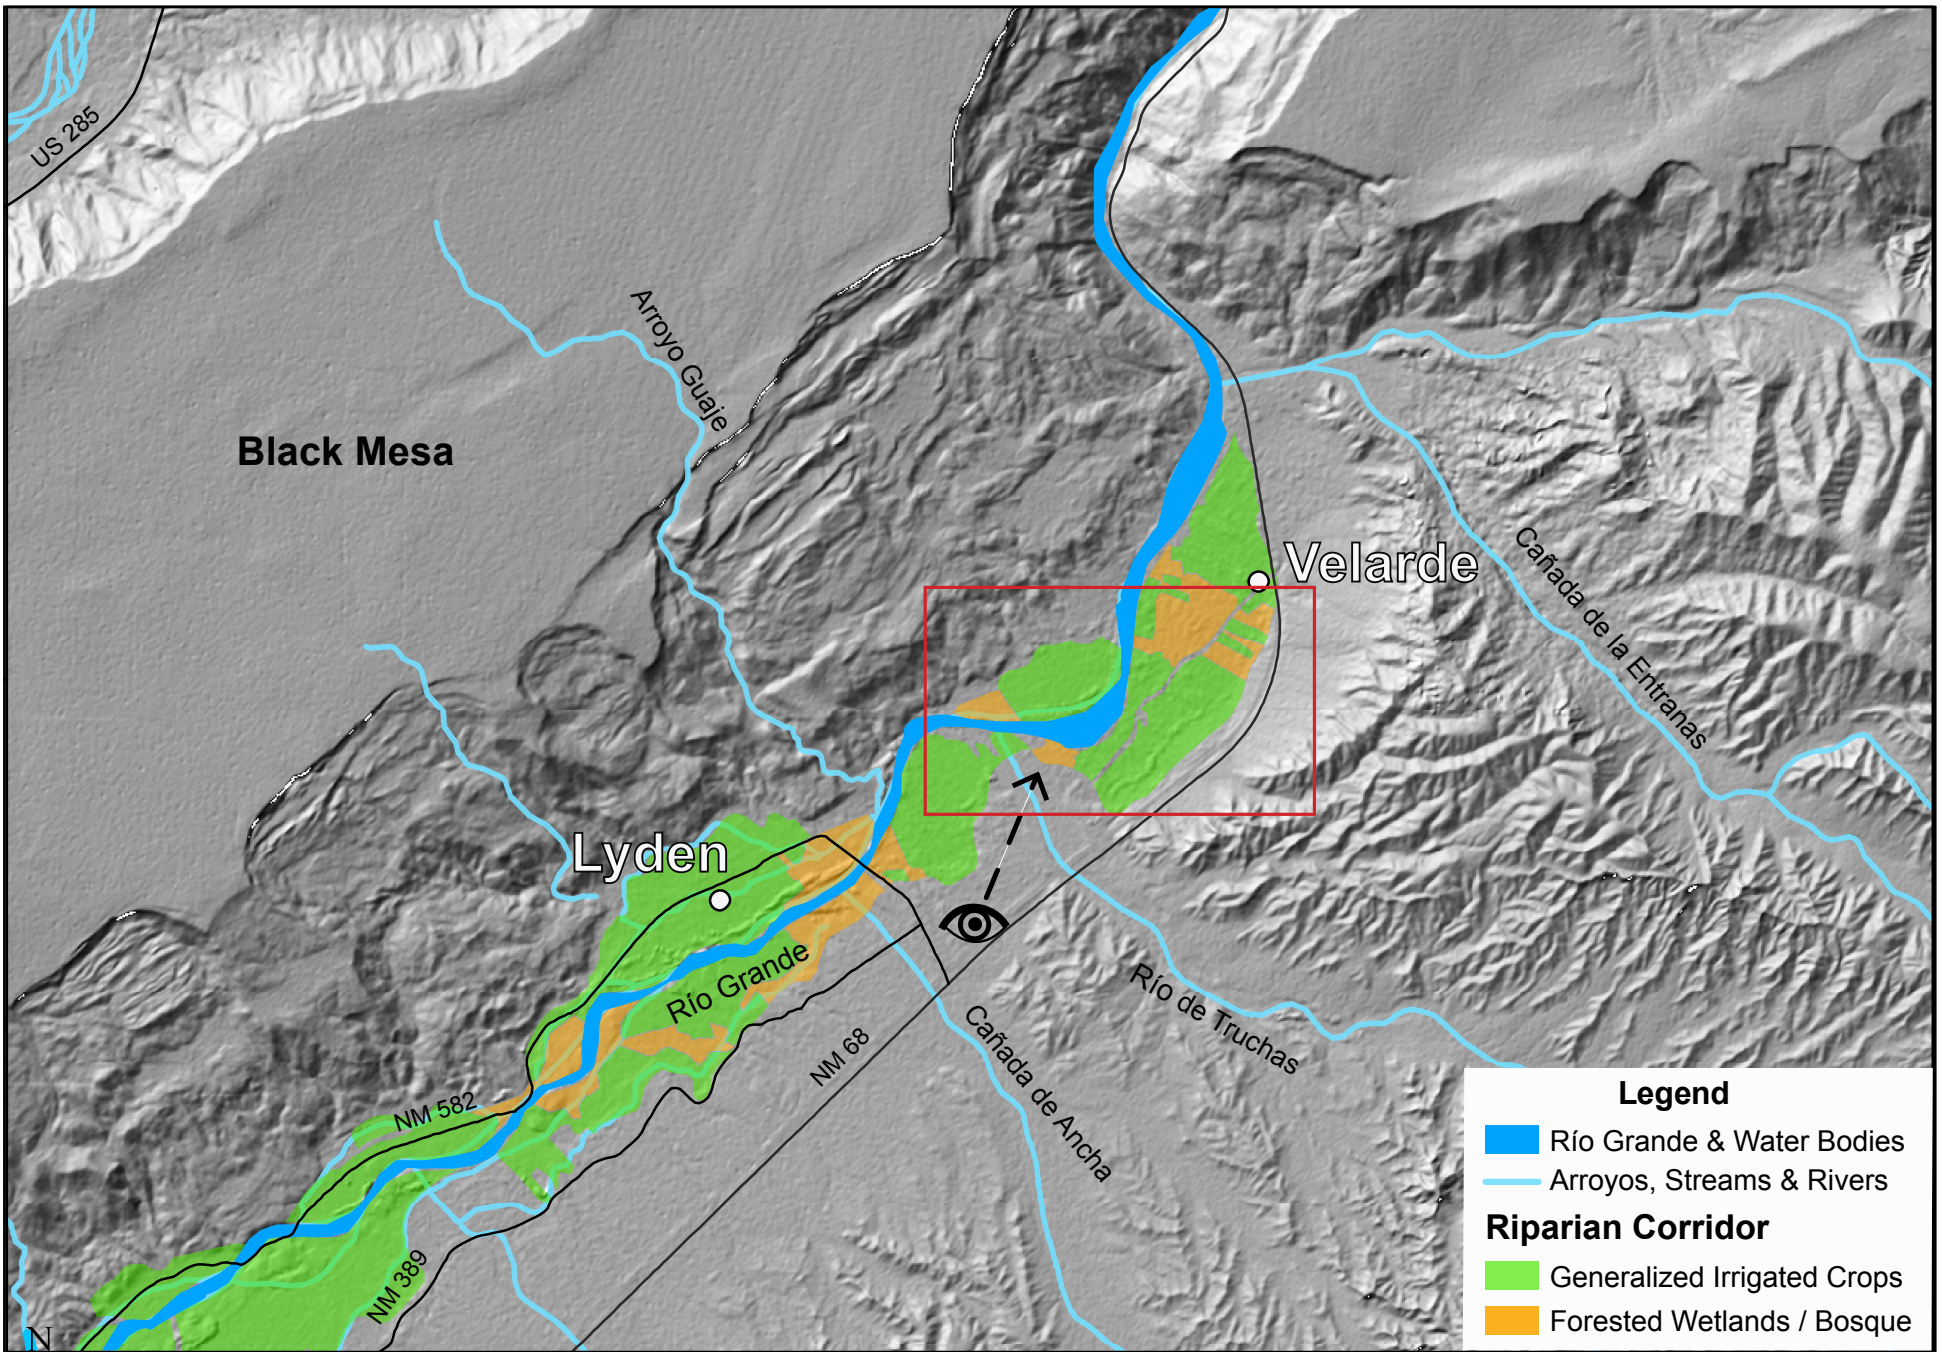 US 285
Arroyo Guaje
Black Mesa
Velarde
Cañada de la Entranas
Lyden
Río Grande
Río de Truchas
NM 68
Cañada de Ancha
NM 582
NM 389
N
Legend
Río Grande & Water Bodies
Arroyos, Streams & Rivers
Riparian Corridor
Generalized Irrigated Crops
Forested Wetlands / Bosque